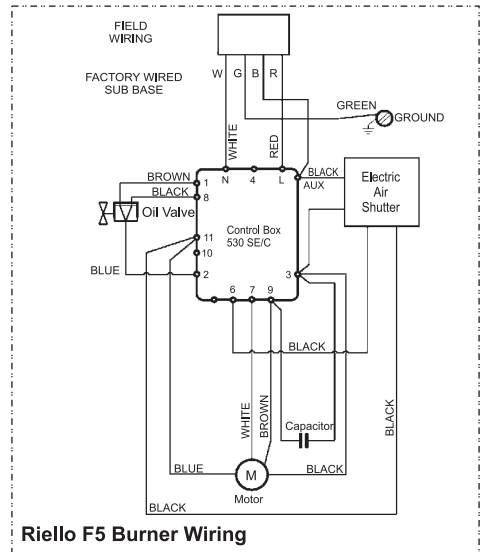 FIELD
WIRING
FACTORY WIRED
SUB BASE
W G B R
GREEN
GROUND
WHITE
RED
BROWN
BLACK
BLACK
1
N
4
L
AUX
8
Oil Valve
Electric
Air
Shutter
Control Box
530 SE/C
11
10
BLUE
2
3
6 7 9
BLACK
WHITE
BROWN
Capacitor
BLACK
BLUE
M
BLACK
Motor
BLACK
Riello F5 Burner Wiring